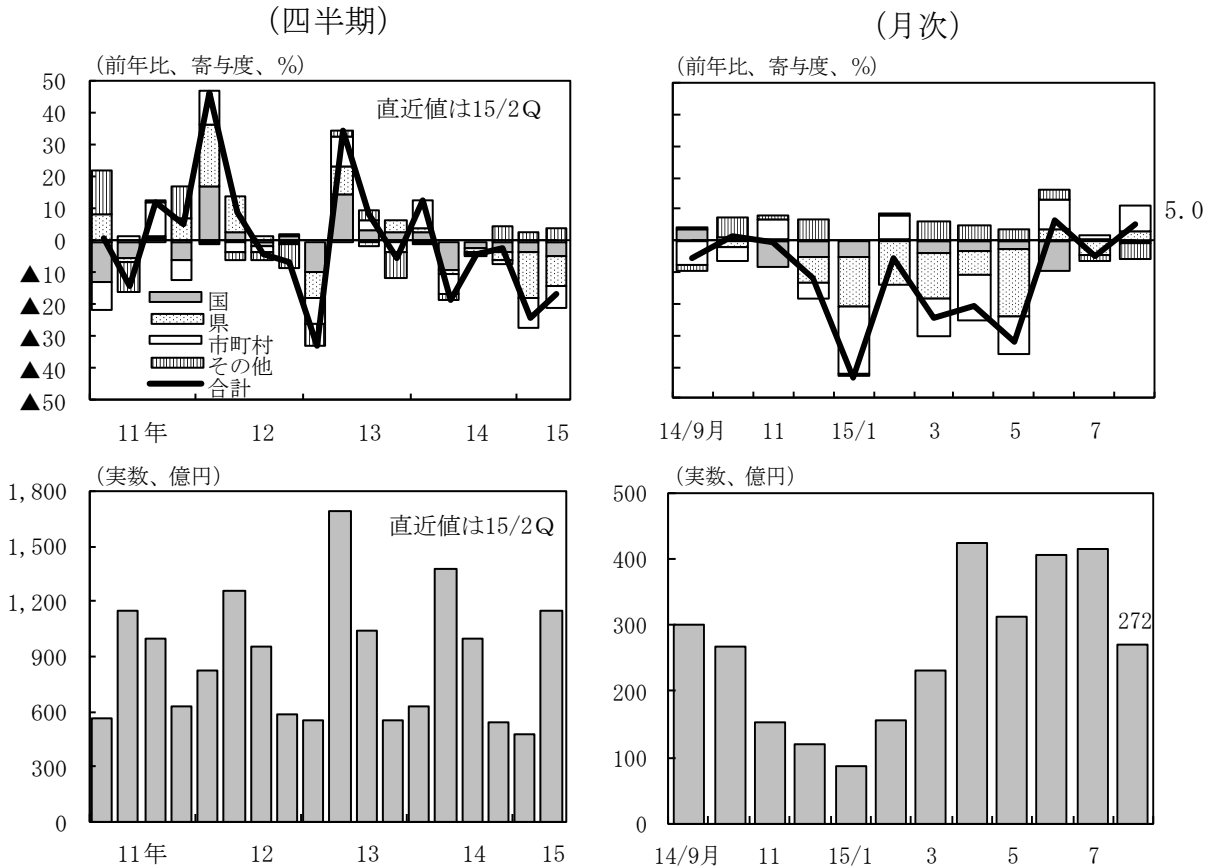 (四半期)
(月次)
(前年比、寄与度、%)
50
40
30
20
10
0
▲10
▲20
▲30
▲40
▲50
直近値は15/2Q
国
県
市町村
その他
合計
11年 12 13 14 15
(前年比、寄与度、%)
5.0
14/9月 11 15/1 3 5 7
(実数、億円)
1,800
1,500
1,200
900
600
300
0
直近値は15/2Q
11年 12 13 14 15
(実数、億円)
500
400
300
200
100
0
272
14/9月 11 15/1 3 5 7